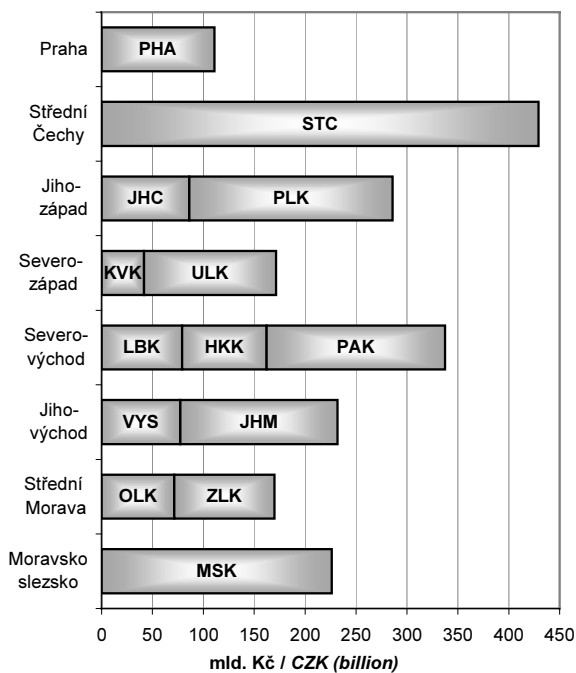 Praha
PHA
Střední
Čechy
STC
Jiho-
západ
JHC PLK
Severo-
západ
KVK ULK
Severo-
východ
LBK HKK PAK
Jiho-
východ
VYS JHM
Střední
Morava
OLK ZLK
Moravsko
slezsko
MSK
0 50 100 150 200 250 300 350 400 450
mld. Kč / CZK (billion)